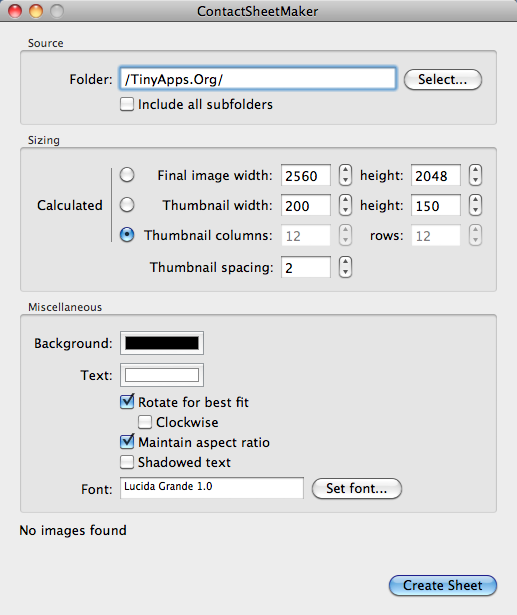 ContactSheetMaker
Source
Folder: /TinyApps.Org/ Select...
Include all subfolders
Sizing
Calculated
Final image width: 2560 height: 2048
Thumbnail width: 200 height: 150
Thumbnail columns: 12 rows: 12
Thumbnail spacing: 2
Miscellaneous
Background:
Text:
Rotate for best fit
Clockwise
Maintain aspect ratio
Shadowed text
Font: Lucida Grande 1.0 Set font...
No images found
Create Sheet